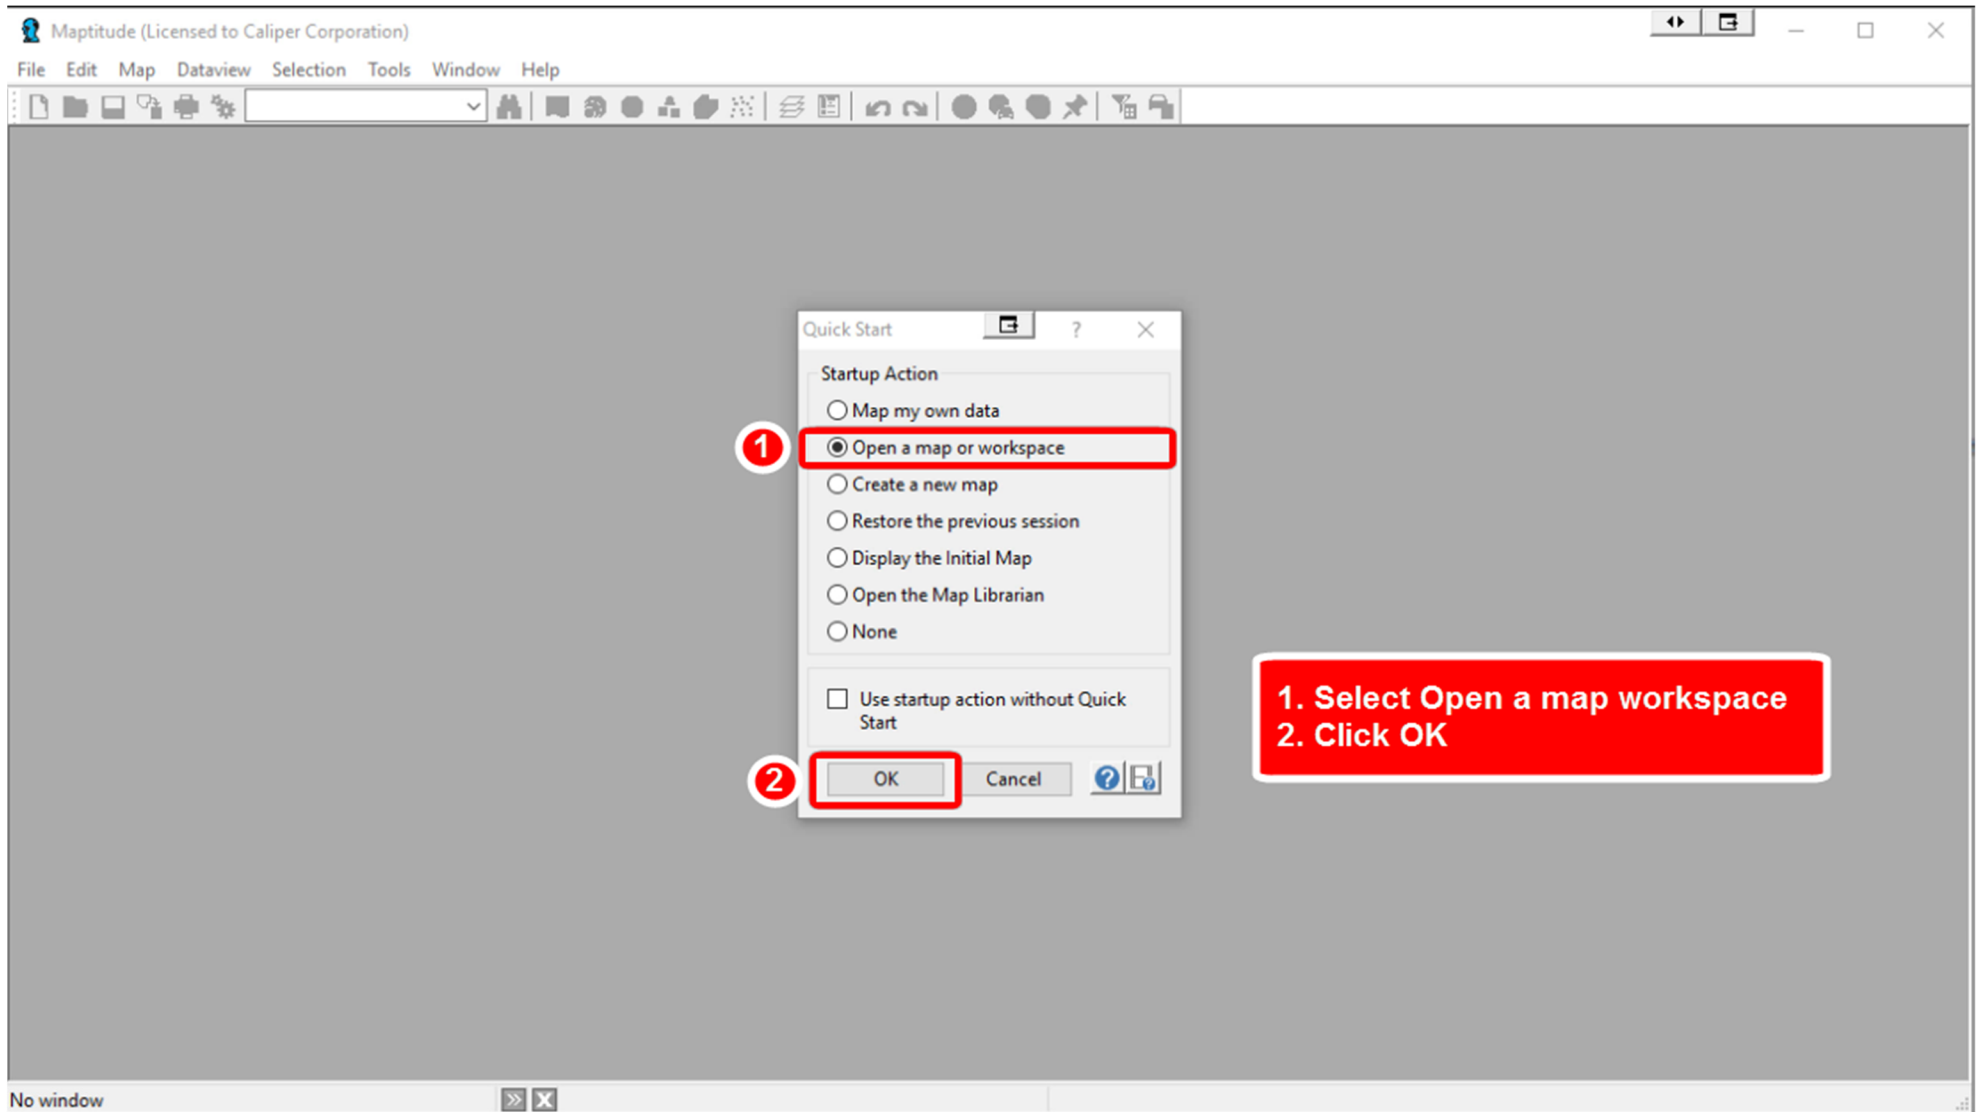 Maptitude (Licensed to Caliper Corporation)
File Edit Map Dataview Selection Tools Window Help
Quick Start ?
Startup Action
Map my own data
1 Open a map or workspace
Create a new map
Restore the previous session
Display the Initial Map
Open the Map Librarian
None
Use startup action without Quick
Start
2 OK Cancel
1. Select Open a map workspace
2. Click OK
No window